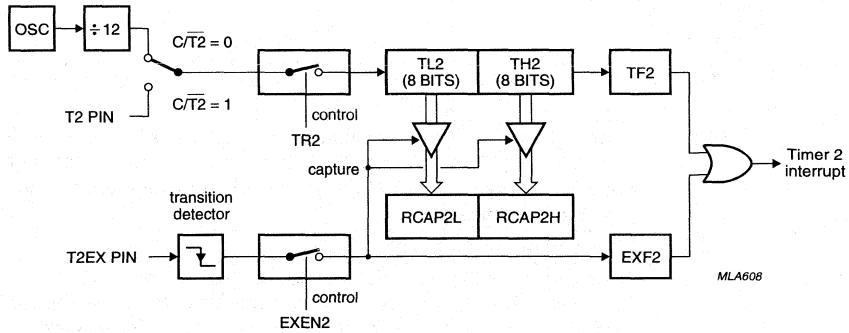 OSC
÷12
C/T2̅ = 0
C/T2̅ = 1
T2 PIN
control
TR2
TL2
(8 BITS)
TH2
(8 BITS)
TF2
capture
RCAP2L
RCAP2H
Timer 2
interrupt
transition
detector
T2EX PIN
control
EXEN2
EXF2
MLA608